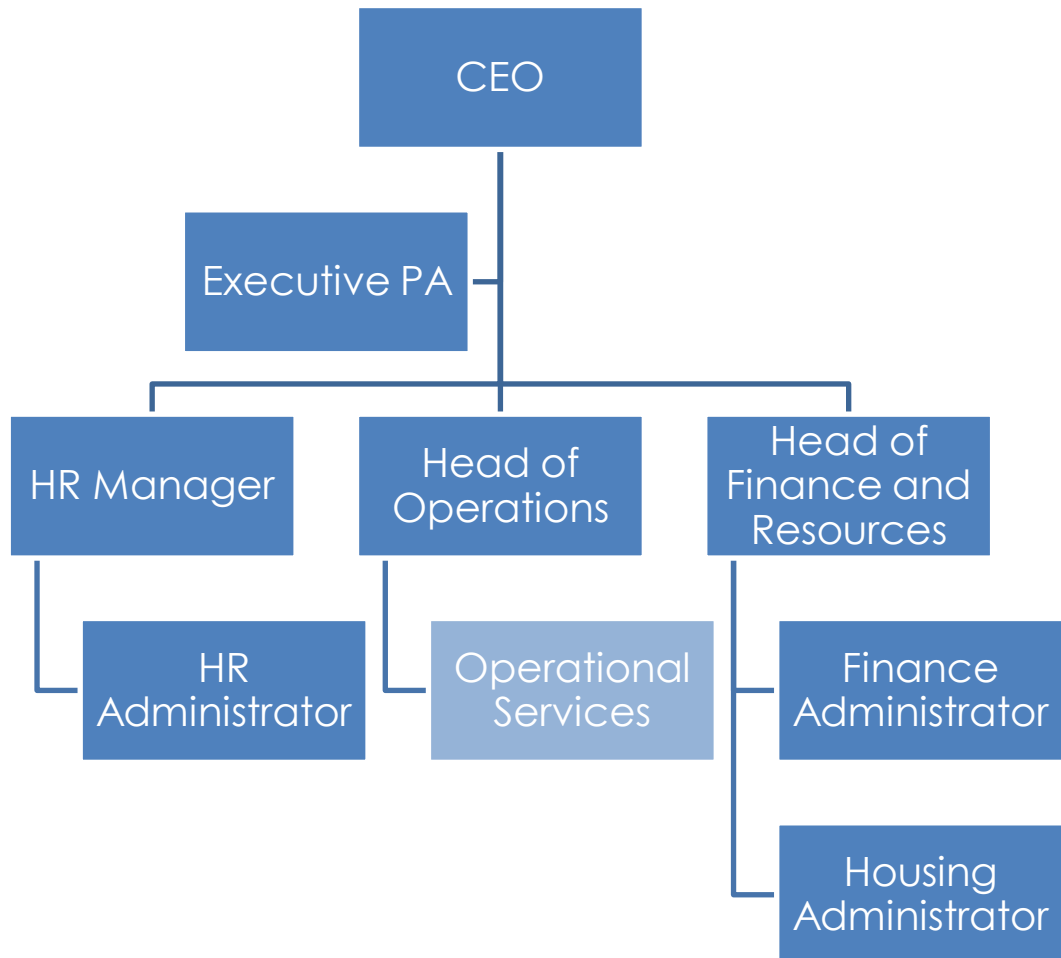 CEO
Executive PA
HR Manager
Head of
Operations
Head of
Finance and
Resources
HR
Administrator
Operational
Services
Finance
Administrator
Housing
Administrator